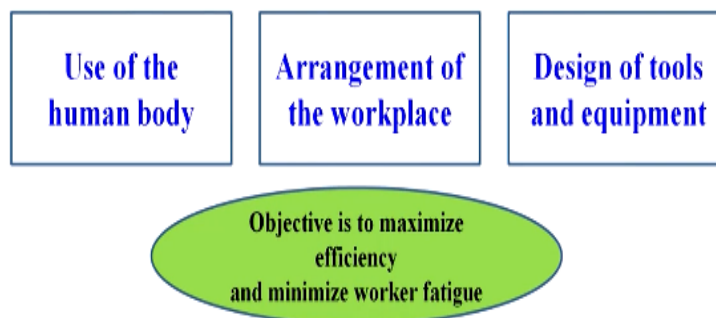 Use of the
human body
Arrangement of
the workplace
Design of tools
and equipment
Objective is to maximize
efficiency
and minimize worker fatigue